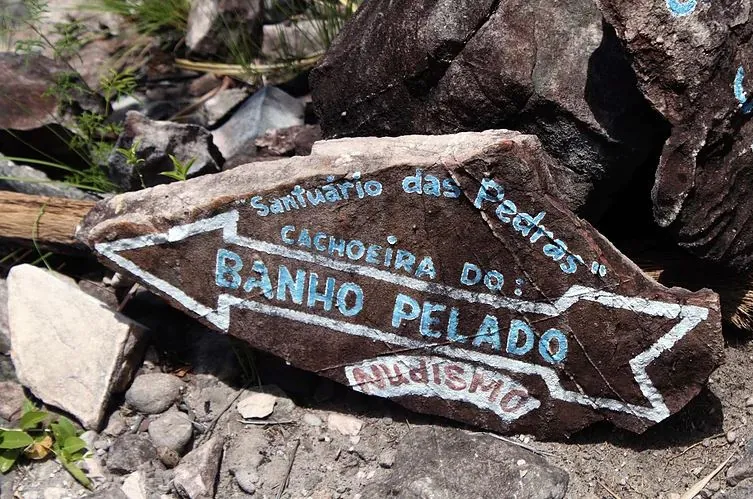 "Santuário das Pedras"
CACHOEIRA DO:
BANHO PELADO
NUDISMO